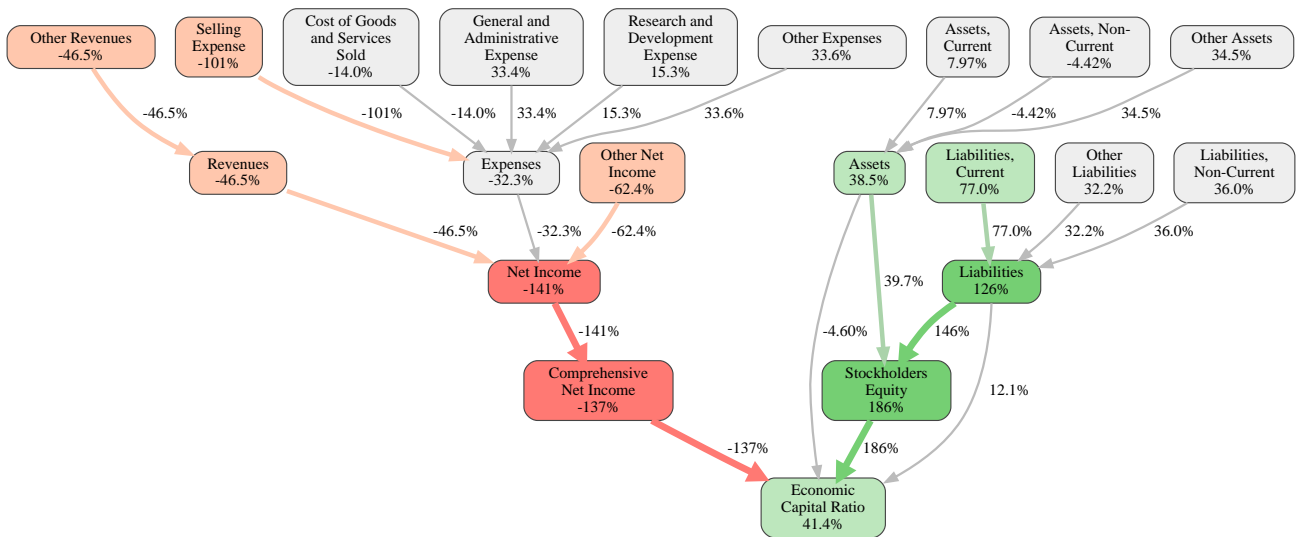 Other Revenues
-46.5%
Selling
Expense
-101%
Cost of Goods
and Services
Sold
-14.0%
General and
Administrative
Expense
33.4%
Research and
Development
Expense
15.3%
Other Expenses
33.6%
Assets,
Current
7.97%
Assets, Non-
Current
-4.42%
Other Assets
34.5%
-46.5%
-101%
-14.0%
33.4%
15.3%
33.6%
7.97%
-4.42%
34.5%
Revenues
-46.5%
Expenses
-32.3%
Other Net
Income
-62.4%
Assets
38.5%
Liabilities,
Current
77.0%
Other
Liabilities
32.2%
Liabilities,
Non-Current
36.0%
-46.5%
-32.3%
-62.4%
77.0%
32.2%
36.0%
Net Income
-141%
39.7%
Liabilities
126%
-141%
-4.60%
146%
Comprehensive
Net Income
-137%
Stockholders
Equity
186%
12.1%
-137%
186%
Economic
Capital Ratio
41.4%